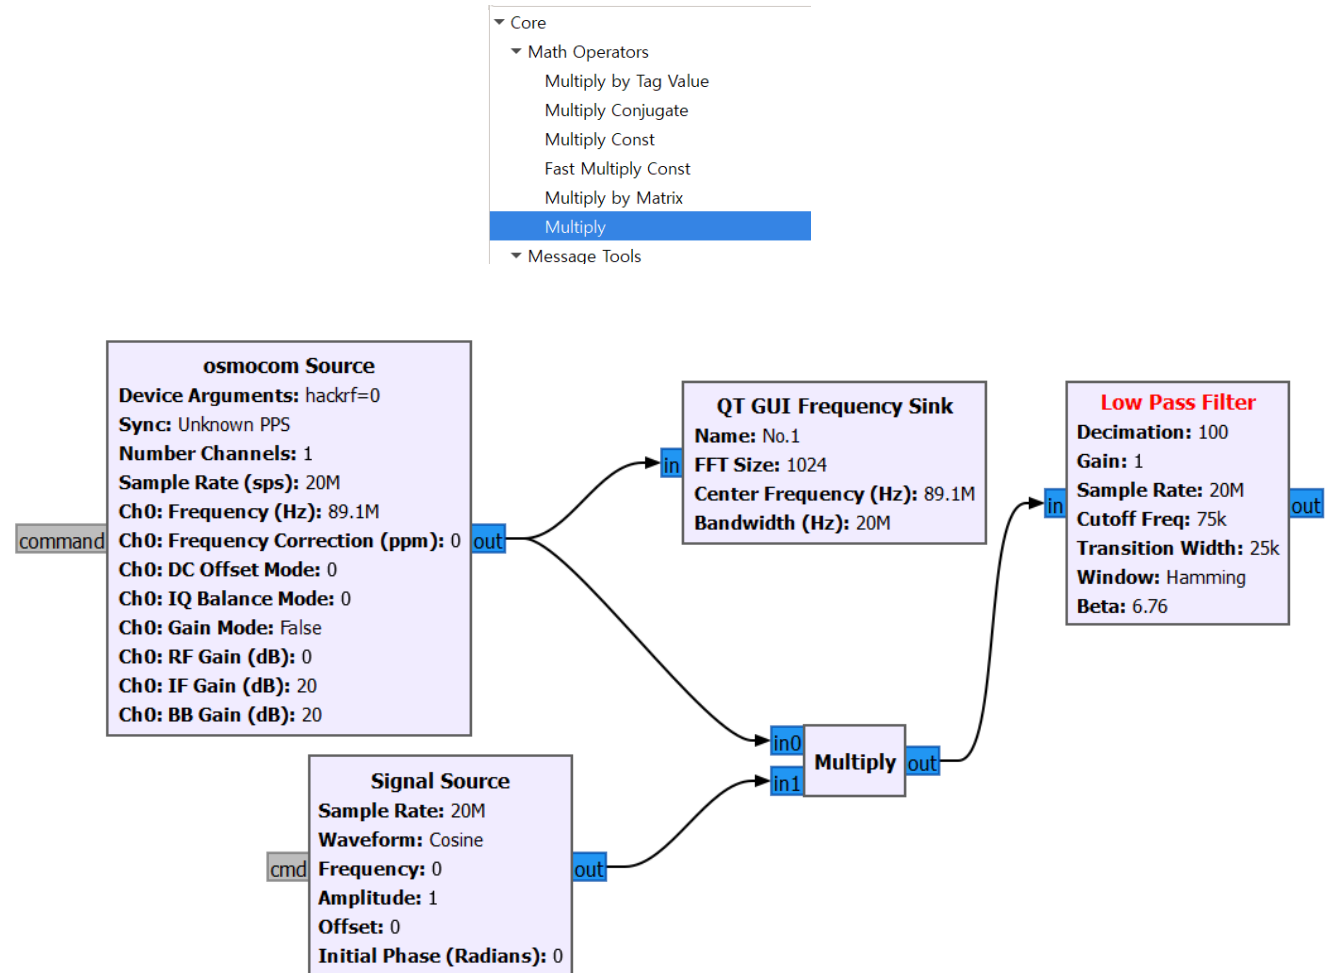 Core
Math Operators
Multiply by Tag Value
Multiply Conjugate
Multiply Const
Fast Multiply Const
Multiply by Matrix
Multiply
Message Tools
osmocom Source
Device Arguments: hackrf=0
Sync: Unknown PPS
Number Channels: 1
Sample Rate (sps): 20M
Ch0: Frequency (Hz): 89.1M
Ch0: Frequency Correction (ppm): 0
Ch0: DC Offset Mode: 0
Ch0: IQ Balance Mode: 0
Ch0: Gain Mode: False
Ch0: RF Gain (dB): 0
Ch0: IF Gain (dB): 20
Ch0: BB Gain (dB): 20
command
out
QT GUI Frequency Sink
Name: No.1
FFT Size: 1024
Center Frequency (Hz): 89.1M
Bandwidth (Hz): 20M
in
Low Pass Filter
Decimation: 100
Gain: 1
Sample Rate: 20M
Cutoff Freq: 75k
Transition Width: 25k
Window: Hamming
Beta: 6.76
in
out
in0
in1
Multiply
out
Signal Source
Sample Rate: 20M
Waveform: Cosine
Frequency: 0
Amplitude: 1
Offset: 0
Initial Phase (Radians): 0
cmd
out